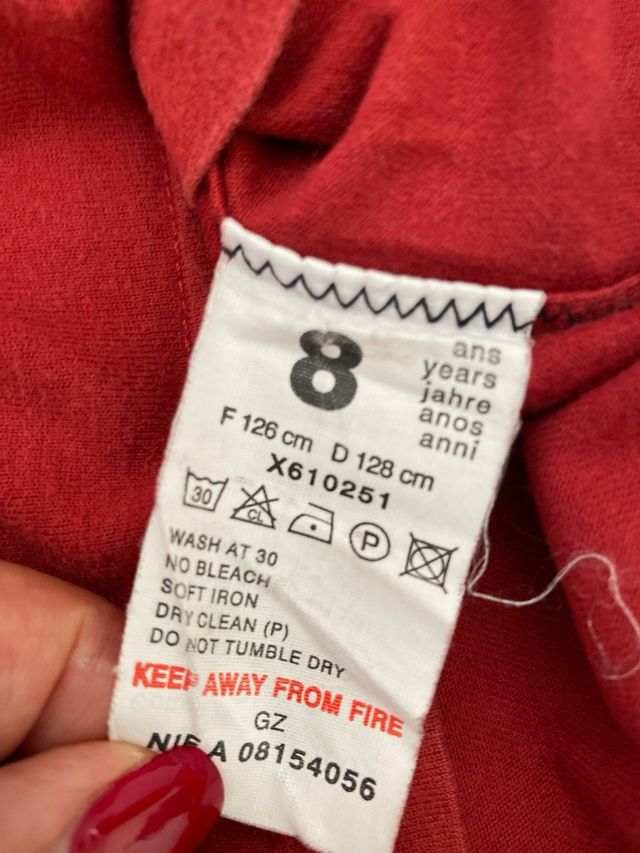 8
ans
years
jahre
anos
anni
F 126 cm D 128 cm
X610251
30 CL P
WASH AT 30
NO BLEACH
SOFT IRON
DRY CLEAN (P)
DO NOT TUMBLE DRY
KEEP AWAY FROM FIRE
GZ
NIF A 08154056